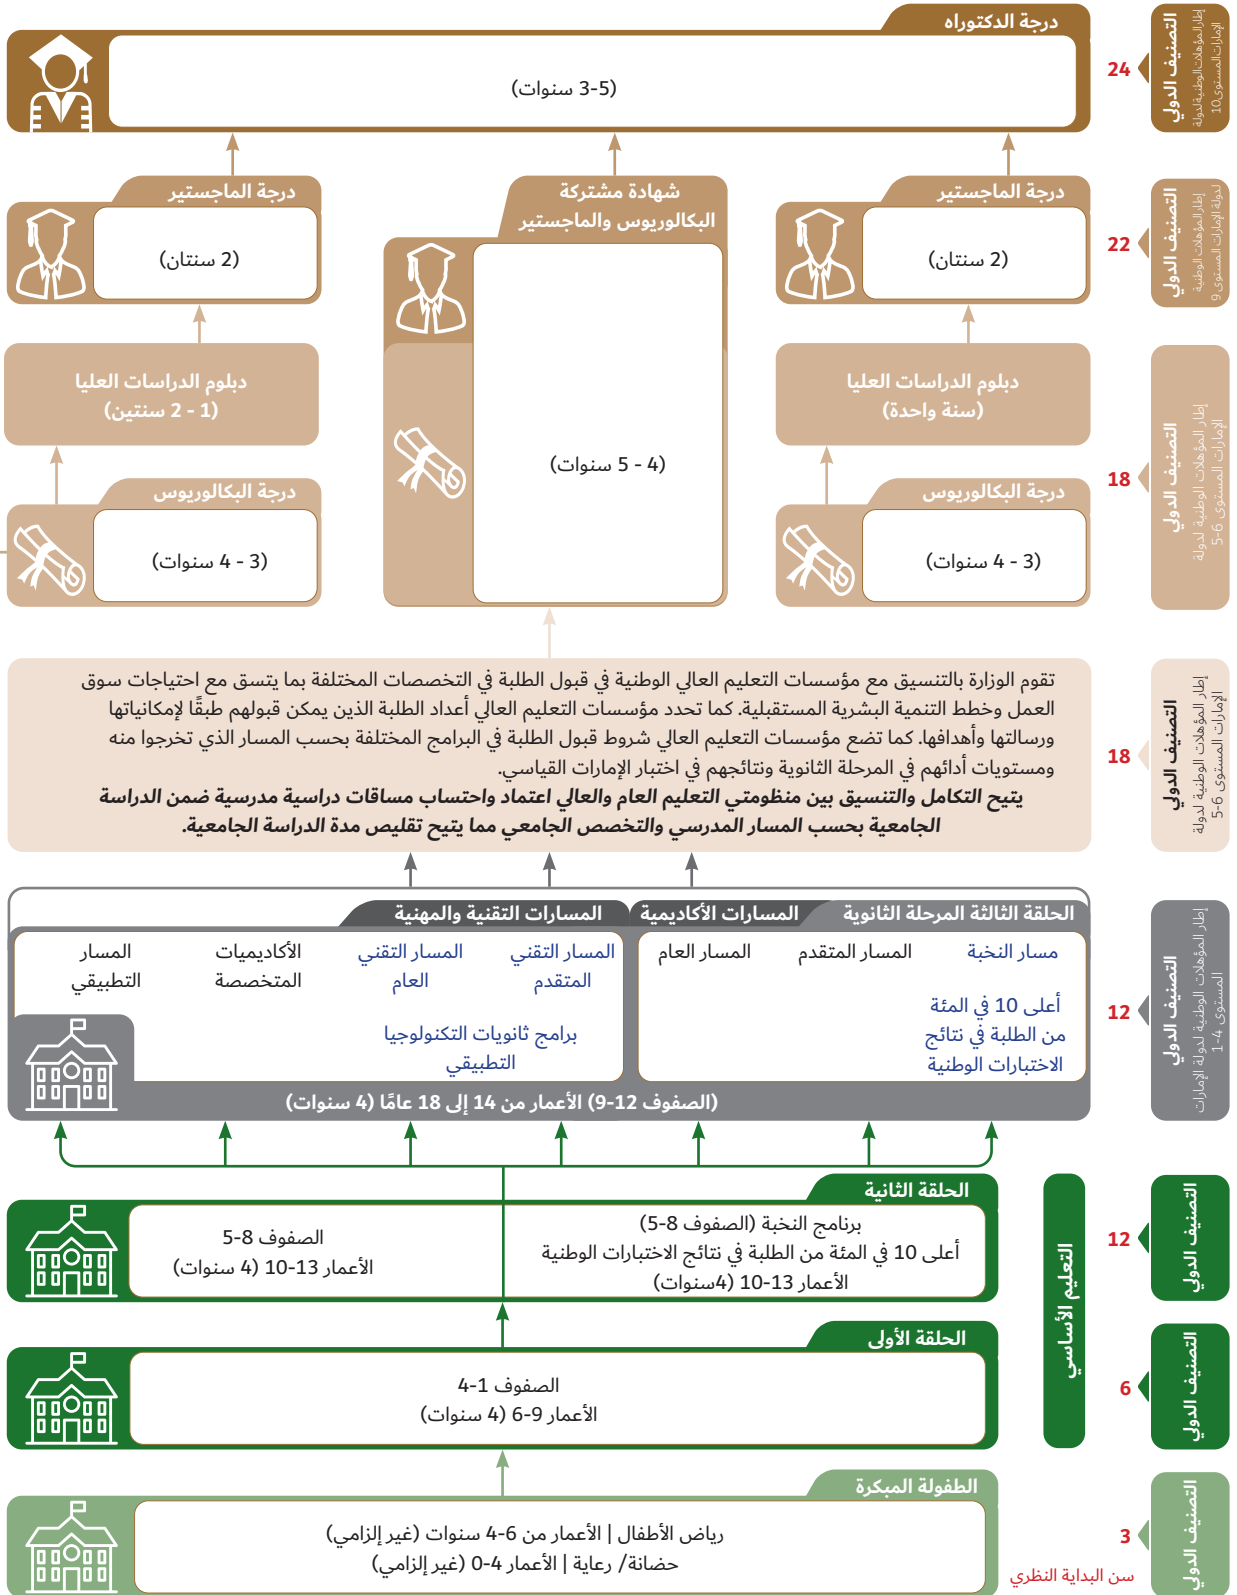 درجة الدكتوراه
(3-5 سنوات)
24
التصنيف الدولي
إطار المؤهلات الوطنية لدولة
الإمارات المستوى 10
درجة الماجستير
(2 سنتان)
شهادة مشتركة
البكالوريوس والماجستير
(4 - 5 سنوات)
درجة الماجستير
(2 سنتان)
22
التصنيف الدولي
إطار المؤهلات الوطنية
لدولة الإمارات المستوى 9
دبلوم الدراسات العليا
(سنة واحدة)
دبلوم الدراسات العليا
(1 - 2 سنتين)
درجة البكالوريوس
(3 - 4 سنوات)
درجة البكالوريوس
(3 - 4 سنوات)
18
التصنيف الدولي
إطار المؤهلات الوطنية لدولة
الإمارات المستوى 6-5
تقوم الوزارة بالتنسيق مع مؤسسات التعليم العالي الوطنية في قبول الطلبة في التخصصات المختلفة بما يتسق مع احتياجات سوق
العمل وخطط التنمية البشرية المستقبلية. كما تحدد مؤسسات التعليم العالي أعداد الطلبة الذين يمكن قبولهم طبقًا لإمكانياتها
ورسالتها وأهدافها. كما تضع مؤسسات التعليم العالي شروط قبول الطلبة في البرامج المختلفة بحسب المسار الذي تخرجوا منه
ومستويات أدائهم في المرحلة الثانوية ونتائجهم في اختبار الإمارات القياسي.
يتيح التكامل والتنسيق بين منظومتي التعليم العام والعالي اعتماد واحتساب مساقات دراسية مدرسية ضمن الدراسة
الجامعية بحسب المسار المدرسي والتخصص الجامعي مما يتيح تقليص مدة الدراسة الجامعية.
18
التصنيف الدولي
إطار المؤهلات الوطنية لدولة
الإمارات المستوى 6-5
الحلقة الثالثة المرحلة الثانوية
المسارات الأكاديمية
المسارات التقنية والمهنية
مسار النخبة
أعلى 10 في المئة
من الطلبة في نتائج
الاختبارات الوطنية
المسار المتقدم
المسار العام
المسار التقني
المتقدم
المسار التقني
العام
برامج ثانويات التكنولوجيا
التطبيقي
الأكاديميات
المتخصصة
المسار
التطبيقي
(الصفوف 12-9) الأعمار من 14 إلى 18 عامًا (4 سنوات)
12
التصنيف الدولي
إطار المؤهلات الوطنية لدولة الإمارات
المستوى 4-1
الحلقة الثانية
برنامج النخبة (الصفوف 8-5)
أعلى 10 في المئة من الطلبة في نتائج الاختبارات الوطنية
الأعمار 13-10 (4سنوات)
الصفوف 8-5
الأعمار 13-10 (4 سنوات)
التعليم الأساسي
12
التصنيف الدولي
الحلقة الأولى
الصفوف 1-4
الأعمار 9-6 (4 سنوات)
6
التصنيف الدولي
الطفولة المبكرة
رياض الأطفال | الأعمار من 6-4 سنوات (غير إلزامي)
حضانة/ رعاية | الأعمار 4-0 (غير إلزامي)
3
سن البداية النظري
التصنيف الدولي